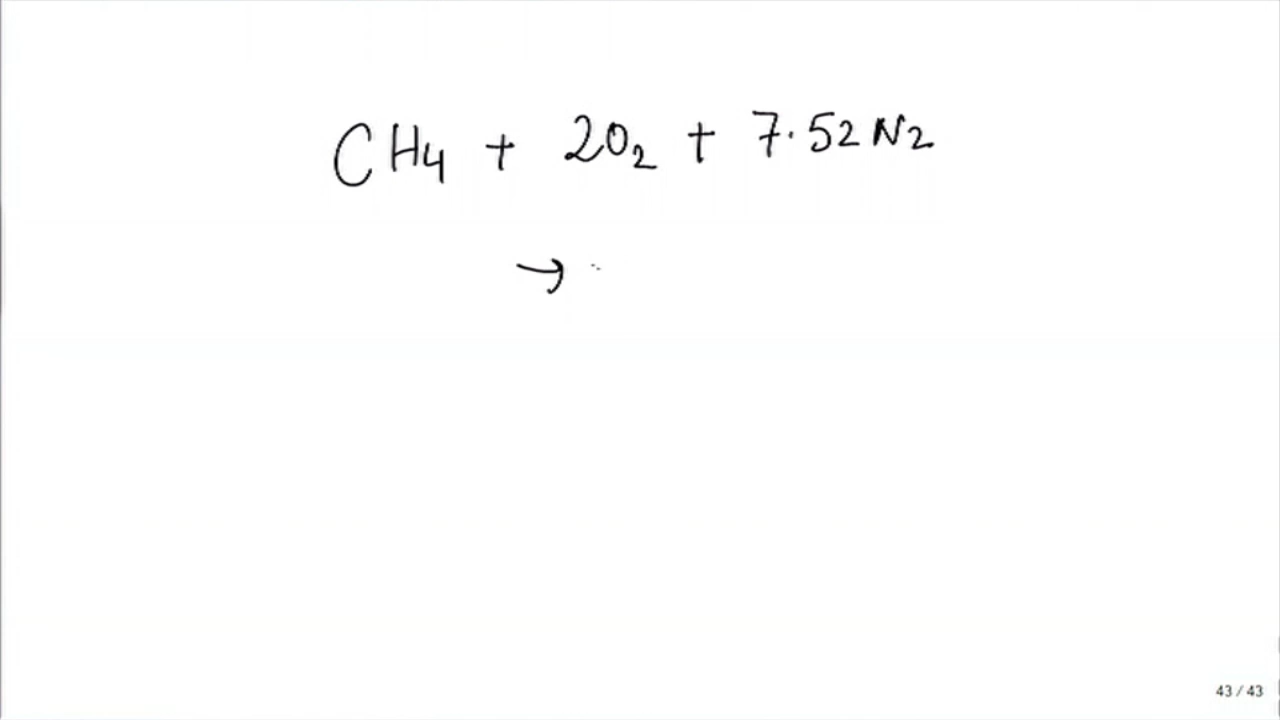 CH₄ + 2O₂ + 7.52N₂
→
43 / 43